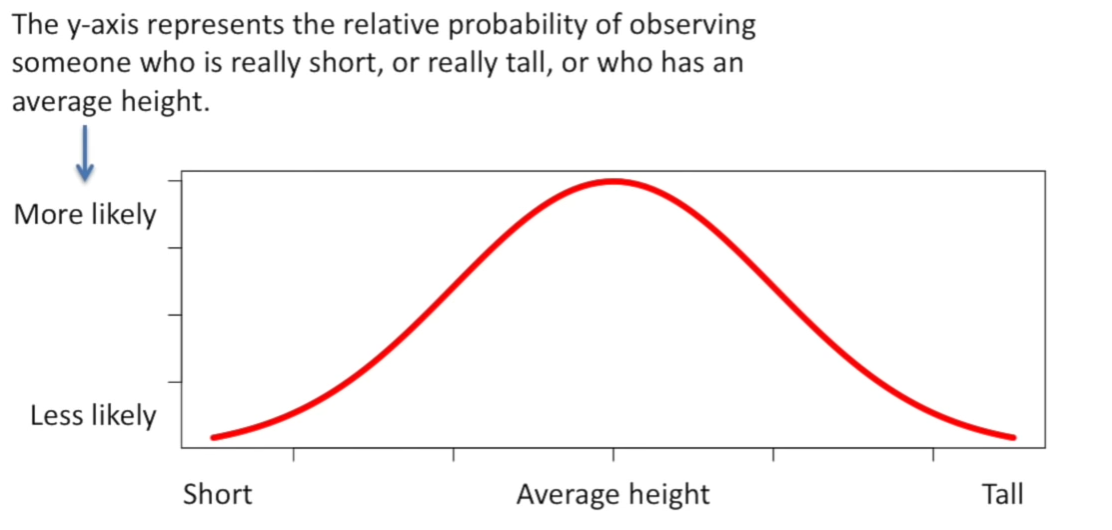 The y-axis represents the relative probability of observing
someone who is really short, or really tall, or who has an
average height.
More likely
Less likely
Short Average height Tall